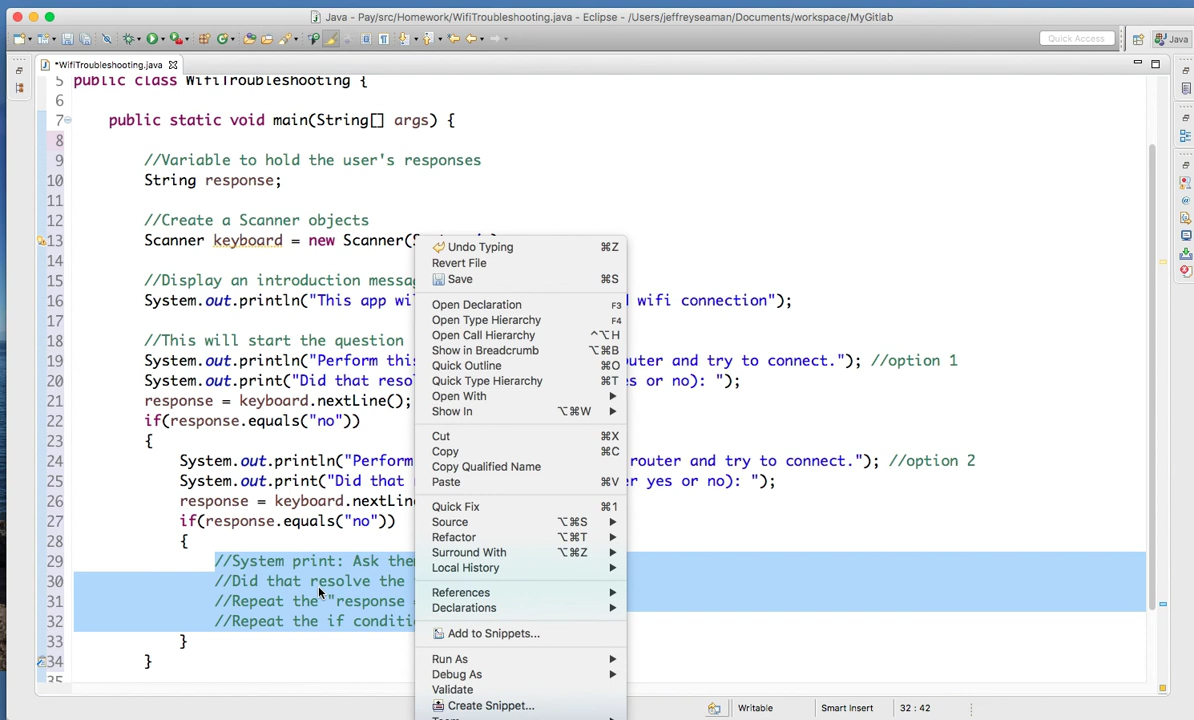 Java - Pay/src/Homework/WifiTroubleshooting.java - Eclipse - /Users/jeffreyseaman/Documents/workspace/MyGitlab
Quick Access
Java
*WifiTroubleshooting.java
5 public class WifiTroubleshooting {
6
7 public static void main(String[] args) {
8
9 //Variable to hold the user's responses
10 String response;
11
12 //Create a Scanner objects
13 Scanner keyboard = new Scanner(
14
15 //Display an introduction messa
16 System.out.println("This app wi d wifi connection");
17
18 //This will start the question
19 System.out.println("Perform this uter and try to connect."); //option 1
20 System.out.print("Did that resol s or no): ");
21 response = keyboard.nextLine();
22 if(response.equals("no"))
23 {
24 System.out.println("Perform router and try to connect."); //option 2
25 System.out.print("Did that r er yes or no): ");
26 response = keyboard.nextLin
27 if(response.equals("no"))
28 {
29 //System print: Ask them
30 //Did that resolve the
31 //Repeat the "response =
32 //Repeat the if conditi
33 }
34 }
35
Undo Typing ⌘Z
Revert File
Save ⌘S
Open Declaration F3
Open Type Hierarchy F4
Open Call Hierarchy ^⌥H
Show in Breadcrumb ⌥⌘B
Quick Outline ⌘O
Quick Type Hierarchy ⌘T
Open With
Show In ⌥⌘W
Cut ⌘X
Copy ⌘C
Copy Qualified Name
Paste ⌘V
Quick Fix ⌘1
Source ⌥⌘S
Refactor ⌥⌘T
Surround With ⌥⌘Z
Local History
References
Declarations
Add to Snippets...
Run As
Debug As
Validate
Create Snippet...
Team
Writable
Smart Insert
32 : 42